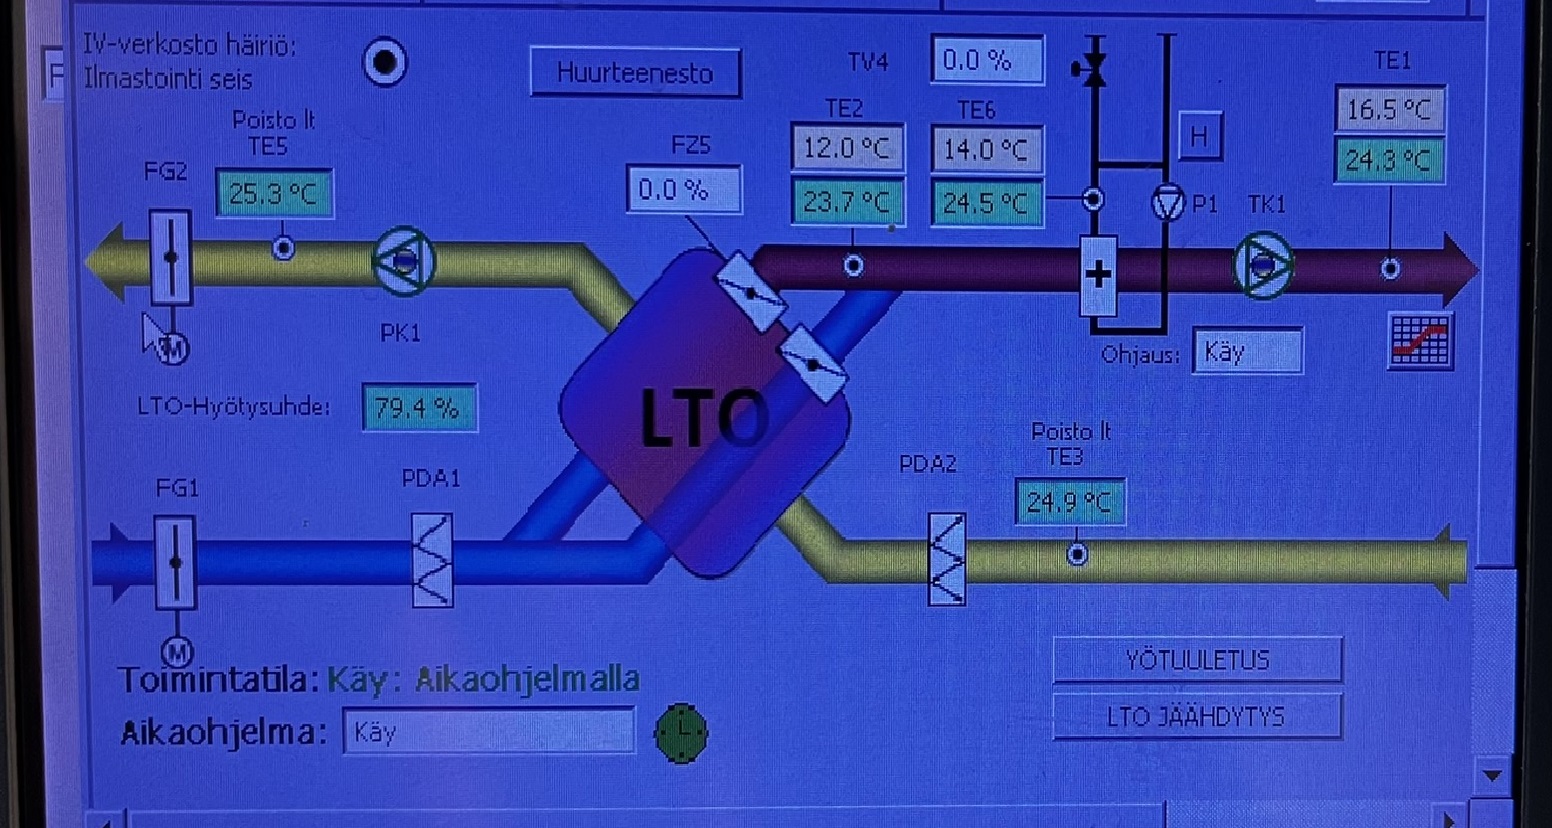 IV-verkosto häiriö:
Ilmastointi seis
Huurteenesto
TV4
0.0 %
TE1
16.5 °C
24.3 °C
Poisto lt
TE5
25.3 °C
FG2
FZ5
0.0 %
TE2
12.0 °C
23.7 °C
TE6
14.0 °C
24.5 °C
H
P1
TK1
M
PK1
Ohjaus: Käy
LTO
LTO-Hyötysuhde: 79.4 %
FG1
PDA1
PDA2
Poisto lt
TE3
24.9 °C
M
Toimintatila: Käy: Aikaohjelmalla
Aikaohjelma: Käy
YÖTUULETUS
LTO JÄÄHDYTYS